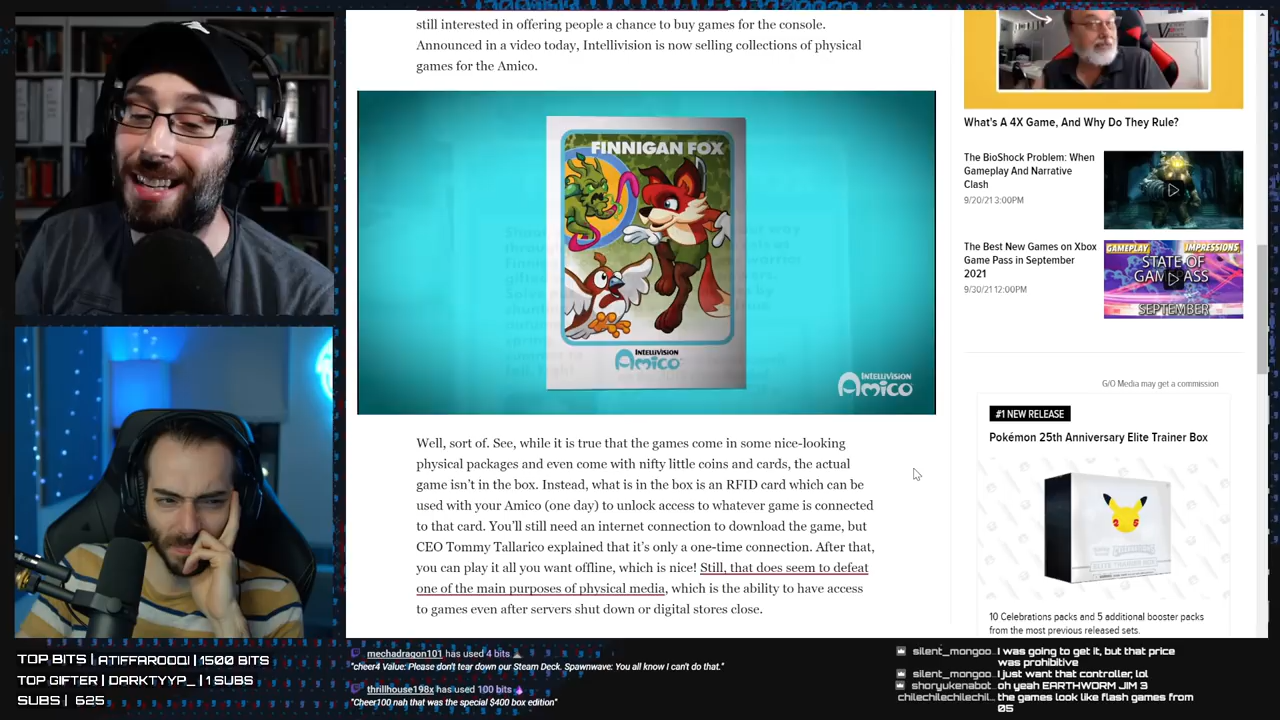 still interested in offering people a chance to buy games for the console.
Announced in a video today, Intellivision is now selling collections of physical
games for the Amico.
FINNIGAN FOX
INTELLIVISION
Amico
INTELLIVISION
Amico
Well, sort of. See, while it is true that the games come in some nice-looking
physical packages and even come with nifty little coins and cards, the actual
game isn't in the box. Instead, what is in the box is an RFID card which can be
used with your Amico (one day) to unlock access to whatever game is connected
to that card. You'll still need an internet connection to download the game, but
CEO Tommy Tallarico explained that it's only a one-time connection. After that,
you can play it all you want offline, which is nice! Still, that does seem to defeat
one of the main purposes of physical media, which is the ability to have access
to games even after servers shut down or digital stores close.
What's A 4X Game, And Why Do They Rule?
The BioShock Problem: When
Gameplay And Narrative
Clash
9/20/21 3:00PM
The Best New Games on Xbox
Game Pass in September
2021
9/30/21 12:00PM
GAMEPLAY
IMPRESSIONS
STATE OF
GAMEPASS
SEPTEMBER
G/O Media may get a commission
#1 NEW RELEASE
Pokémon 25th Anniversary Elite Trainer Box
10 Celebrations packs and 5 additional booster packs
from the most previous released sets.
TOP BITS | ATIFFAROOQI | 1500 BITS
TOP GIFTER | DARKTYYP_ | 1 SUBS
SUBS | 625
mechadragon101 has used 4 bits
"cheer4 Value: Please don't tear down our Steam Deck. Spawnwave: You all know I can't do that."
thrillhouse198x has used 100 bits
"Cheer100 nah that was the special $400 box edition"
silent_mongoo.. I was going to get it, but that price
was prohibitive
silent_mongoo.. I just want that controller, lol
shoryukenabot.. oh yeah EARTHWORM JIM 3
chilechilechilechil.. the games look like flash games from
05